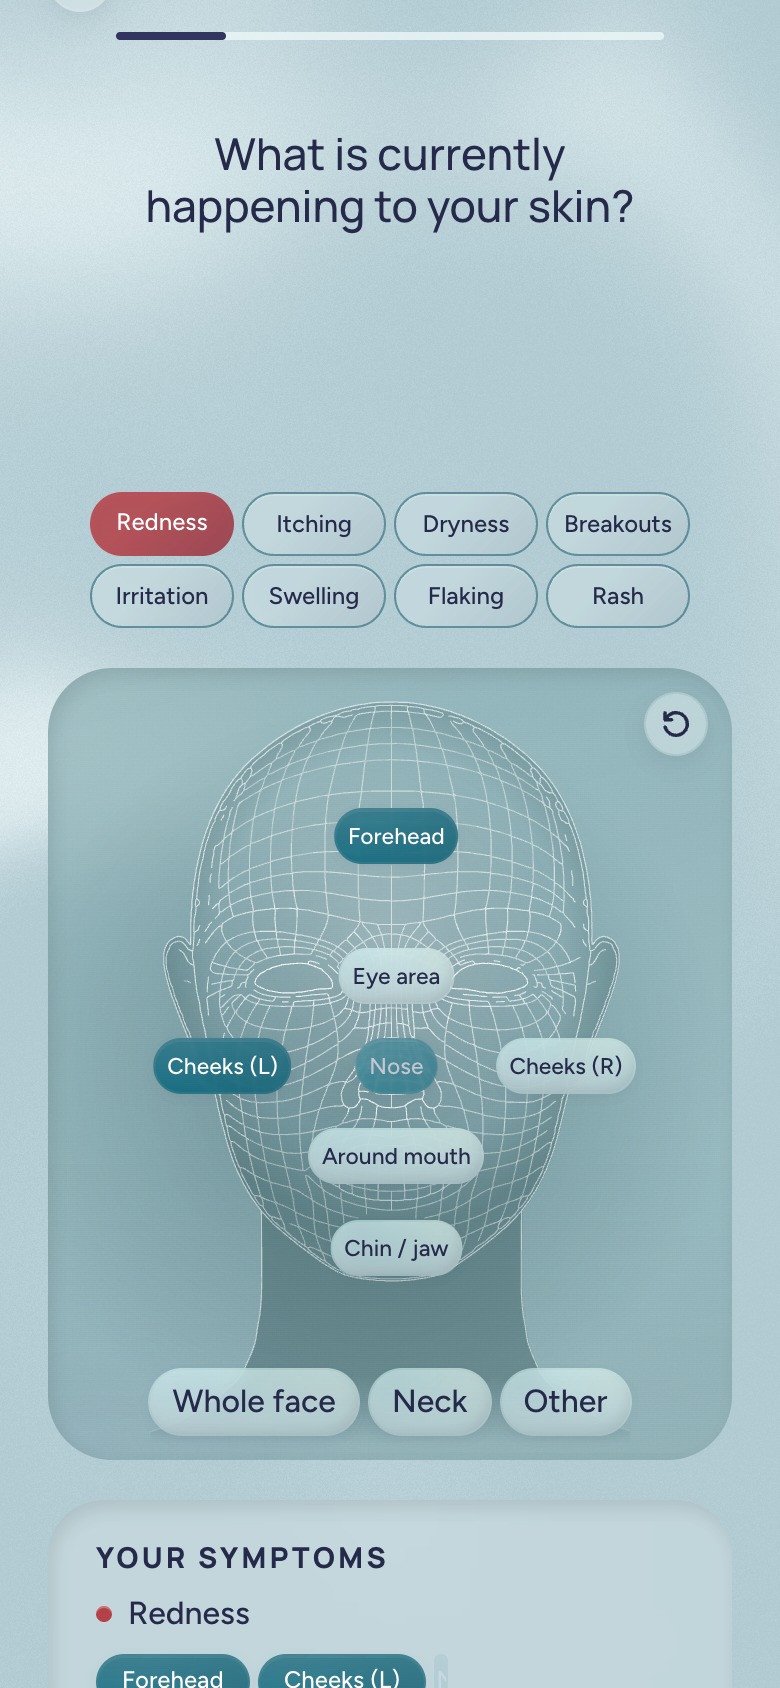 What is currently
happening to your skin?
Redness Itching Dryness Breakouts
Irritation Swelling Flaking Rash
Forehead
Eye area
Cheeks (L) Nose Cheeks (R)
Around mouth
Chin / jaw
Whole face Neck Other
YOUR SYMPTOMS
Redness
Forehead Cheeks (L)